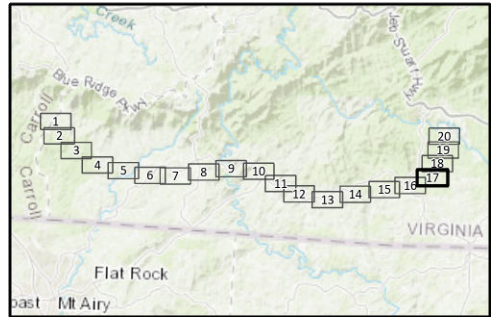 Creek
Jeb Stuart Hwy
Blue Ridge Pkwy
Carroll
Carroll
1
2
3
4
5
6
7
8
9
10
11
12
13
14
15
16
17
18
19
20
VIRGINIA
Flat Rock
oast Mt Airy